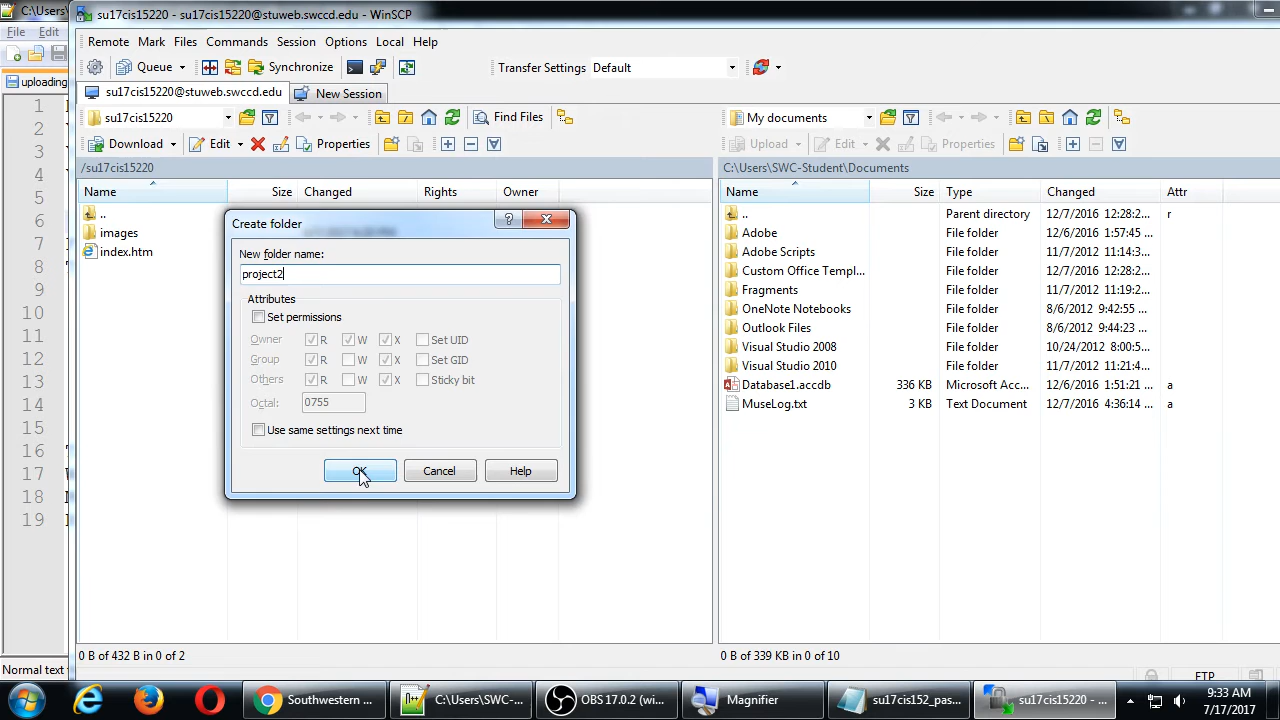 C:\Users\
su17cis15220 – su17cis15220@stuweb.swccd.edu - WinSCP
File Edit
Remote Mark Files Commands Session Options Local Help
Queue Synchronize Transfer Settings Default
uploading
su17cis15220@stuweb.swccd.edu New Session
su17cis15220 Find Files My documents
Download Edit Properties Upload Edit Properties
/su17cis15220 C:\Users\SWC-Student\Documents
Name Size Changed Rights Owner Name Size Type Changed Attr
.. .. Parent directory 12/7/2016 12:28:2... r
images Adobe File folder 12/6/2016 1:57:45 ...
index.htm Adobe Scripts File folder 11/7/2012 11:14:3...
Custom Office Templ... File folder 12/7/2016 12:28:2...
Fragments File folder 11/7/2012 11:19:2...
OneNote Notebooks File folder 8/6/2012 9:42:55 ...
Outlook Files File folder 8/6/2012 9:44:23 ...
Visual Studio 2008 File folder 10/24/2012 8:00:5...
Visual Studio 2010 File folder 11/7/2012 11:21:4...
Database1.accdb 336 KB Microsoft Acc... 12/6/2016 1:51:21 ... a
MuseLog.txt 3 KB Text Document 12/7/2016 4:36:14 ... a
Create folder
New folder name:
project2
Attributes
Set permissions
Owner R W X Set UID
Group R W X Set GID
Others R W X Sticky bit
Octal: 0755
Use same settings next time
OK Cancel Help
1
2
3
4
5
6
7
8
9
10
11
12
13
14
15
16
17
18
19
0 B of 432 B in 0 of 2 0 B of 339 KB in 0 of 10
Normal text f
FTP
Southwestern ... C:\Users\SWC-... OBS 17.0.2 (wi... Magnifier su17cis152_pas... su17cis15220 - ...
9:33 AM
7/17/2017